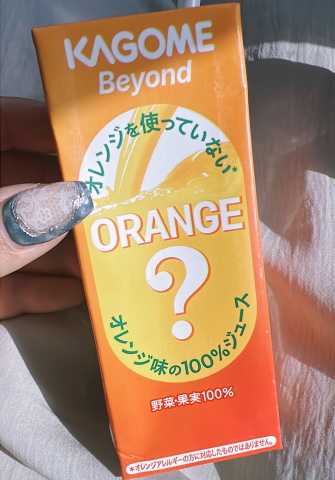 KAGOME
Beyond
オレンジを使っていない*
ORANGE
?
オレンジ味の100%ジュース
野菜・果実100%
*オレンジアレルギーの方に対応したものではありません。